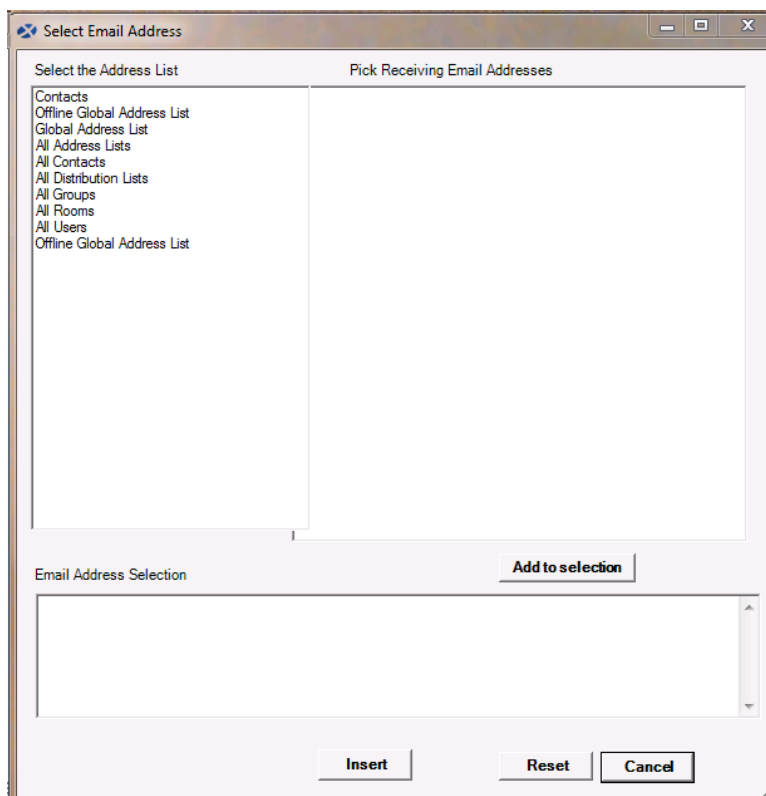 Select Email Address
Select the Address List
Pick Receiving Email Addresses
Contacts
Offline Global Address List
Global Address List
All Address Lists
All Contacts
All Distribution Lists
All Groups
All Rooms
All Users
Offline Global Address List
Add to selection
Email Address Selection
Insert
Reset
Cancel